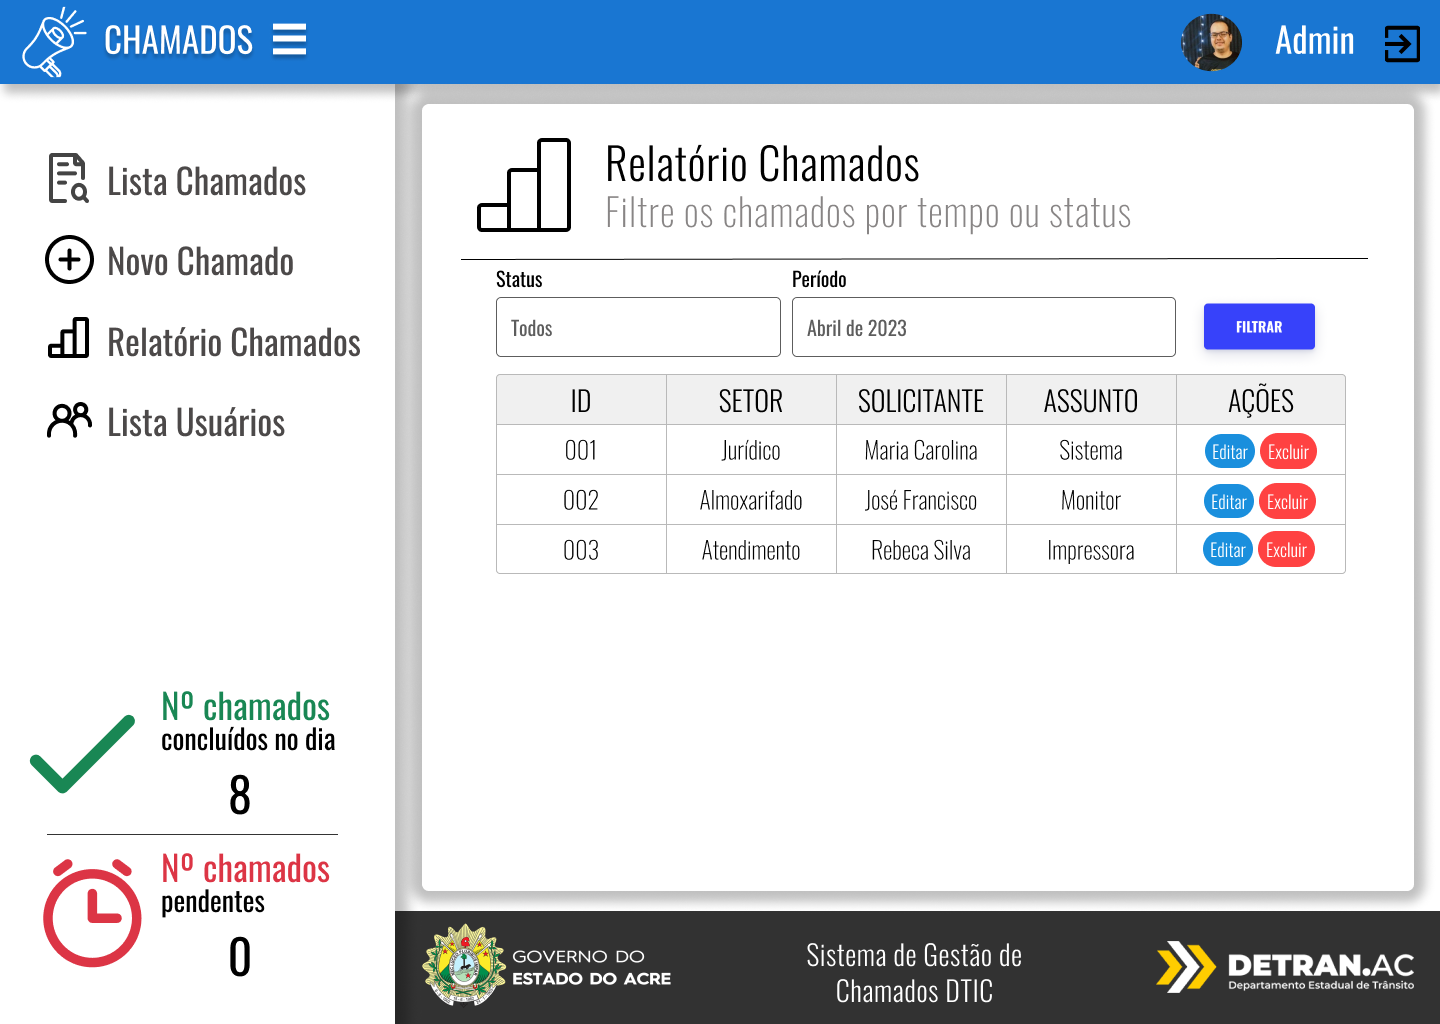 CHAMADOS
Admin
Lista Chamados
Novo Chamado
Relatório Chamados
Lista Usuários
Nº chamados
concluídos no dia
8
Nº chamados
pendentes
0
Relatório Chamados
Filtre os chamados por tempo ou status
Status Período
Todos Abril de 2023 FILTRAR
ID SETOR SOLICITANTE ASSUNTO AÇÕES
001 Jurídico Maria Carolina Sistema Editar Excluir
002 Almoxarifado José Francisco Monitor Editar Excluir
003 Atendimento Rebeca Silva Impressora Editar Excluir
GOVERNO DO
ESTADO DO ACRE
Sistema de Gestão de
Chamados DTIC
DETRAN.AC
Departamento Estadual de Trânsito